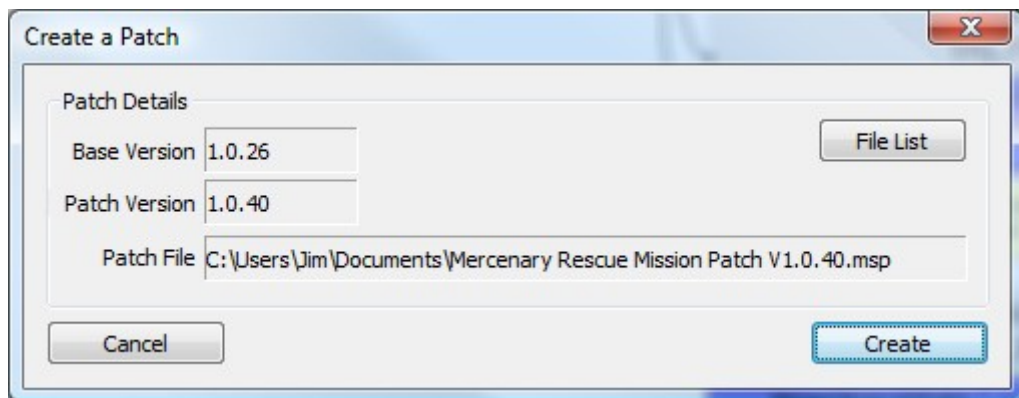 Create a Patch
Patch Details
File List
Base Version 1.0.26
Patch Version 1.0.40
Patch File C:\Users\Jim\Documents\Mercenary Rescue Mission Patch V1.0.40.msp
Cancel Create